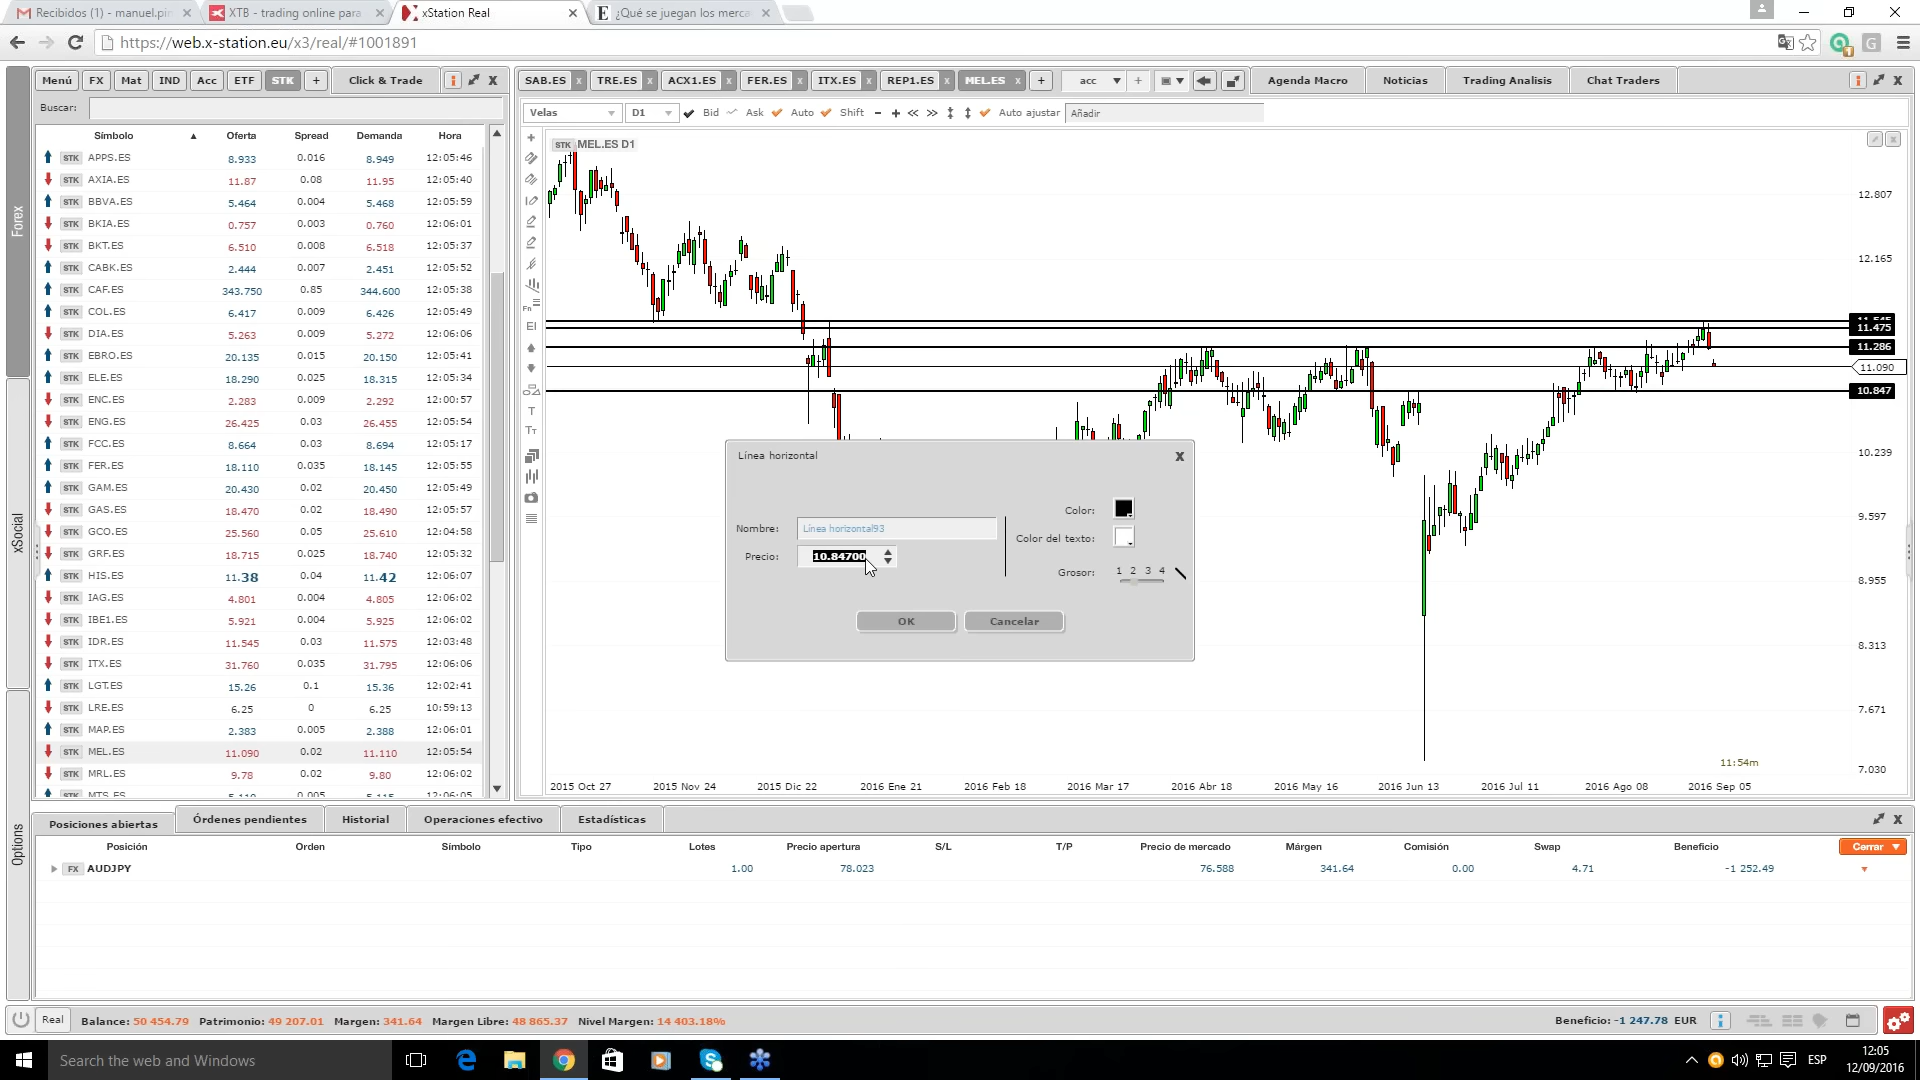 Recibidos (1) - manuel.pin
XTB - trading online para
xStation Real
¿Qué se juegan los merca
https://web.x-station.eu/x3/real/#1001891
Menú FX Mat IND Acc ETF STK + Click & Trade
SAB.ES x TRE.ES x ACX1.ES x FER.ES x ITX.ES x REP1.ES x MEL.ES x + acc + Agenda Macro Noticias Trading Analisis Chat Traders
Buscar:
Velas D1 Bid Ask Auto Shift Auto ajustar Añadir
Símbolo Oferta Spread Demanda Hora
STK APPS.ES 8.933 0.016 8.949 12:05:46
STK AXIA.ES 11.87 0.08 11.95 12:05:40
STK BBVA.ES 5.464 0.004 5.468 12:05:59
STK BKIA.ES 0.757 0.003 0.760 12:06:01
STK BKT.ES 6.510 0.008 6.518 12:05:37
STK CABK.ES 2.444 0.007 2.451 12:05:52
STK CAF.ES 343.750 0.85 344.600 12:05:38
STK COL.ES 6.417 0.009 6.426 12:05:49
STK DIA.ES 5.263 0.009 5.272 12:06:06
STK EBRO.ES 20.135 0.015 20.150 12:05:41
STK ELE.ES 18.290 0.025 18.315 12:05:34
STK ENC.ES 2.283 0.009 2.292 12:00:57
STK ENG.ES 26.425 0.03 26.455 12:05:54
STK FCC.ES 8.664 0.03 8.694 12:05:17
STK FER.ES 18.110 0.035 18.145 12:05:55
STK GAM.ES 20.430 0.02 20.450 12:05:49
STK GAS.ES 18.470 0.02 18.490 12:05:57
STK GCO.ES 25.560 0.05 25.610 12:04:58
STK GRF.ES 18.715 0.025 18.740 12:05:32
STK HIS.ES 11.38 0.04 11.42 12:06:07
STK IAG.ES 4.801 0.004 4.805 12:06:02
STK IBE1.ES 5.921 0.004 5.925 12:06:02
STK IDR.ES 11.545 0.03 11.575 12:03:48
STK ITX.ES 31.760 0.035 31.795 12:06:06
STK LGT.ES 15.26 0.1 15.36 12:02:41
STK LRE.ES 6.25 0 6.25 10:59:13
STK MAP.ES 2.383 0.005 2.388 12:06:01
STK MEL.ES 11.090 0.02 11.110 12:05:54
STK MRL.ES 9.78 0.02 9.80 12:06:02
STK MTS.ES 5.110 0.005 5.115 12:06:05
Forex
xSocial
Options
STK MEL.ES D1
Fn
EI
T
TT
12.807
12.165
11.545
11.475
11.286
11.090
10.847
10.239
9.597
8.955
8.313
7.671
7.030
11:54m
Línea horizontal X
Nombre: Línea horizontal93
Precio: 10.84700
Color:
Color del texto:
Grosor: 1 2 3 4
OK Cancelar
2015 Oct 27 2015 Nov 24 2015 Dic 22 2016 Ene 21 2016 Feb 18 2016 Mar 17 2016 Abr 18 2016 May 16 2016 Jun 13 2016 Jul 11 2016 Ago 08 2016 Sep 05
Posiciones abiertas Órdenes pendientes Historial Operaciones efectivo Estadísticas
Posición Orden Símbolo Tipo Lotes Precio apertura S/L T/P Precio de mercado Márgen Comisión Swap Beneficio Cerrar
FX AUDJPY 1.00 78.023 76.588 341.64 0.00 4.71 -1 252.49
Real Balance: 50 454.79 Patrimonio: 49 207.01 Margen: 341.64 Margen Libre: 48 865.37 Nivel Margen: 14 403.18% Beneficio: -1 247.78 EUR
Search the web and Windows
ESP
12:05
12/09/2016